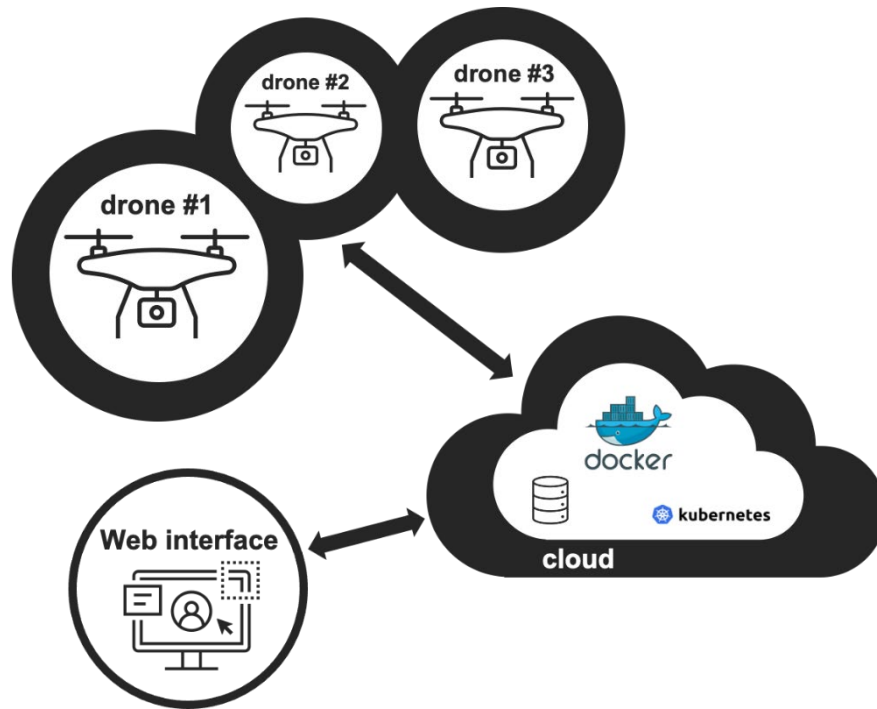 drone #2
drone #3
drone #1
docker
kubernetes
cloud
Web interface